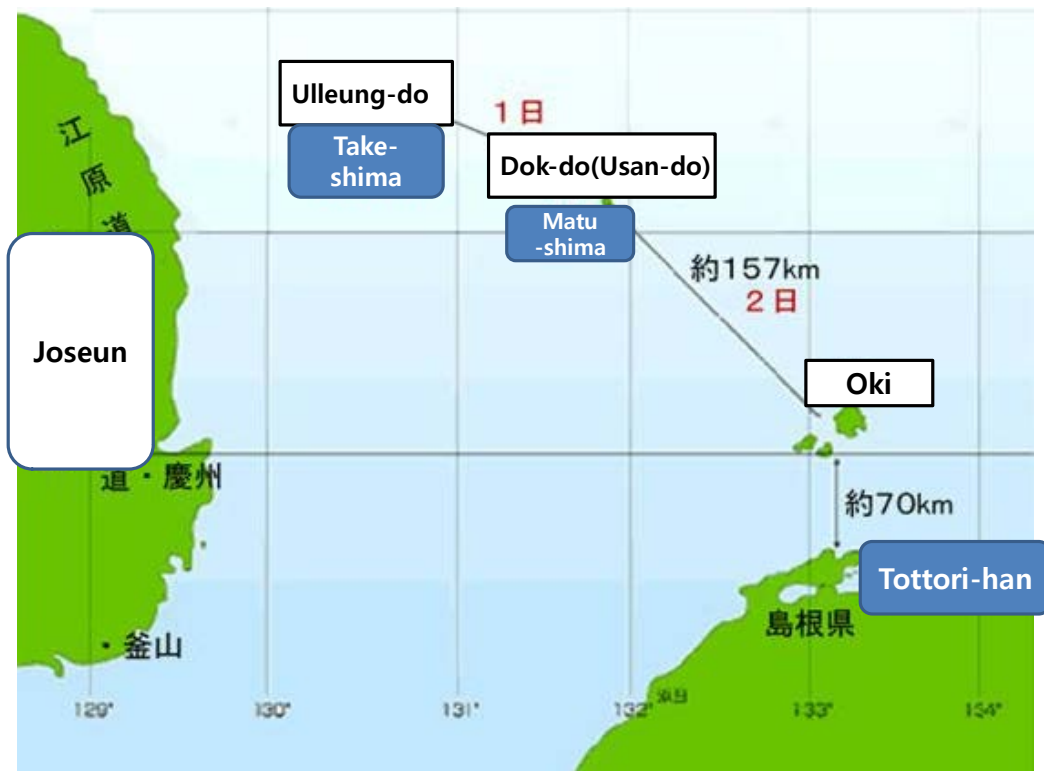 Ulleung-do
Take-
shima
1日
Dok-do(Usan-do)
Matu
-shima
江原道
約157km
2日
Joseun
Oki
道・慶州
約70km
Tottori-han
島根県
・釜山
129°
130°
131°
132°
133°
134°